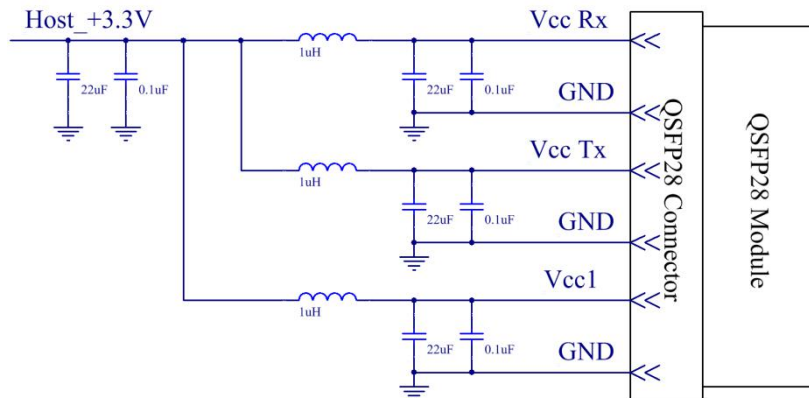 Host_+3.3V
Vcc Rx
1uH
22uF
0.1uF
22uF
0.1uF
GND
Vcc Tx
1uH
22uF
0.1uF
GND
Vcc1
1uH
22uF
0.1uF
GND
QSFP28 Connector
QSFP28 Module